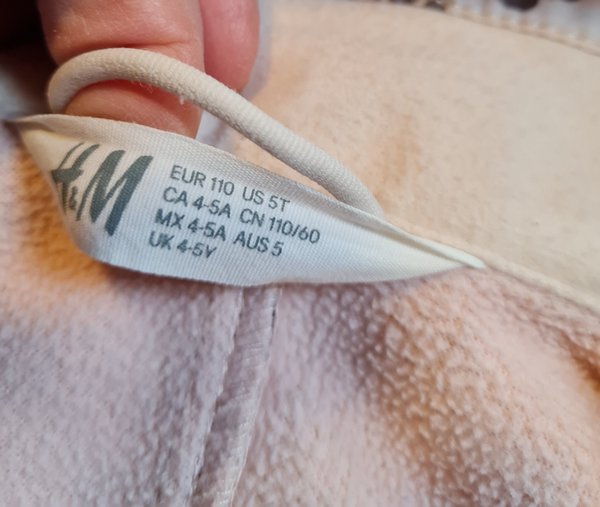 H&M
EUR 110 US 5T
CA 4-5A CN 110/60
MX 4-5A AUS 5
UK 4-5Y